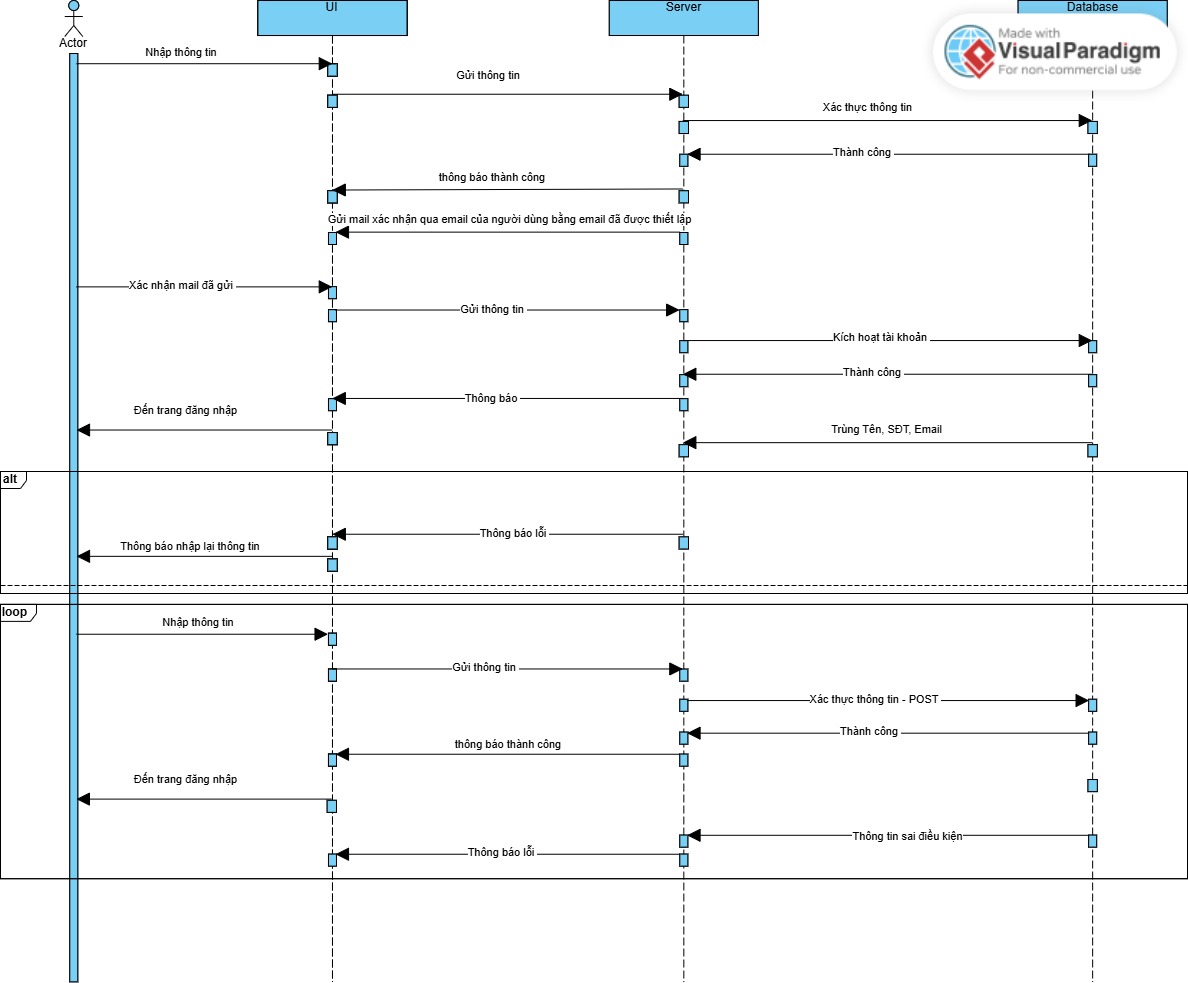 UI
Server
Database
Made with
VisualParadigm
For non-commercial use
Actor
Nhập thông tin
Gửi thông tin
Xác thực thông tin
Thành công
thông báo thành công
Gửi mail xác nhận qua email của người dùng bằng email đã được thiết lập
Xác nhận mail đã gửi
Gửi thông tin
Kích hoạt tài khoản
Thành công
Thông báo
Đến trang đăng nhập
Trùng Tên, SĐT, Email
alt
Thông báo lỗi
Thông báo nhập lại thông tin
loop
Nhập thông tin
Gửi thông tin
Xác thực thông tin - POST
Thành công
thông báo thành công
Đến trang đăng nhập
Thông tin sai điều kiện
Thông báo lỗi